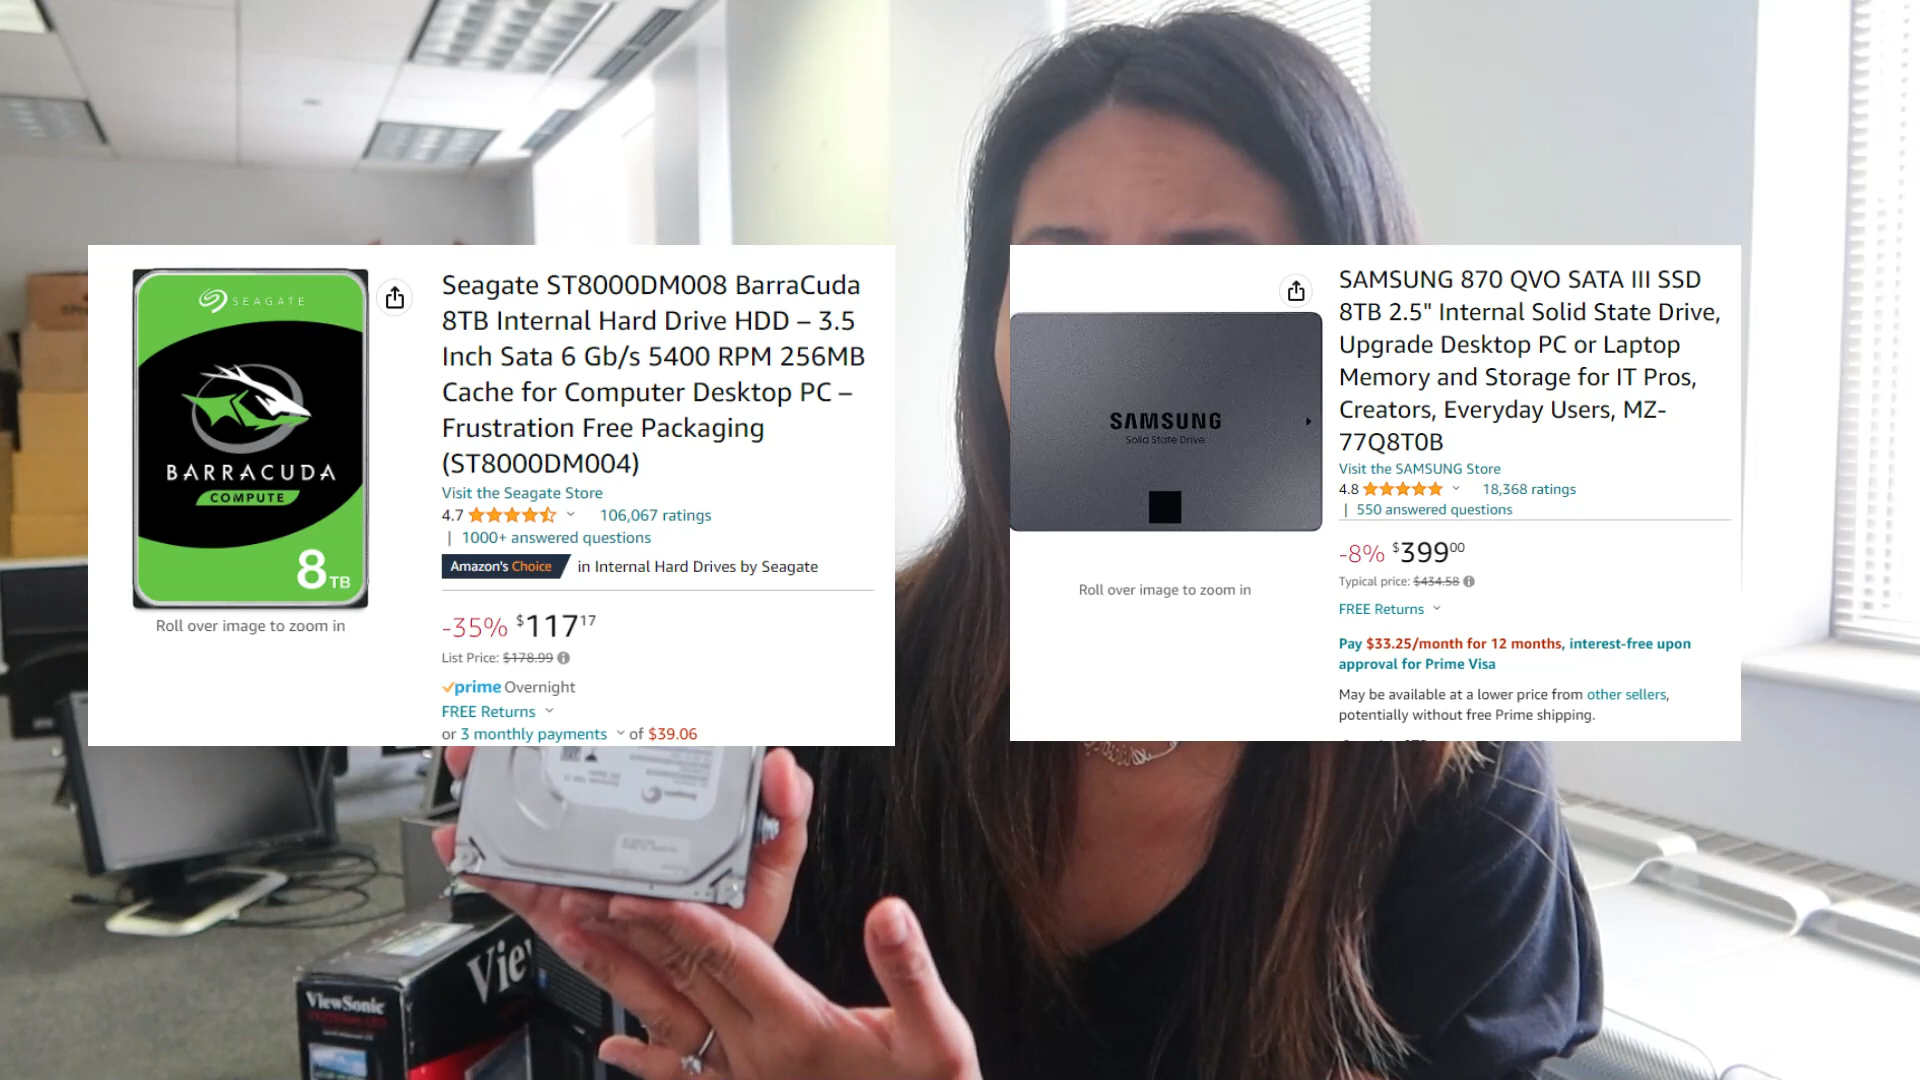 SEAGATE
BARRACUDA
COMPUTE
8TB
Roll over image to zoom in
Seagate ST8000DM008 BarraCuda
8TB Internal Hard Drive HDD – 3.5
Inch Sata 6 Gb/s 5400 RPM 256MB
Cache for Computer Desktop PC –
Frustration Free Packaging
(ST8000DM004)
Visit the Seagate Store
4.7 106,067 ratings
| 1000+ answered questions
Amazon's Choice in Internal Hard Drives by Seagate
-35% $117 17
List Price: $178.99
prime Overnight
FREE Returns
or 3 monthly payments of $39.06
SAMSUNG
Solid State Drive
Roll over image to zoom in
SAMSUNG 870 QVO SATA III SSD
8TB 2.5" Internal Solid State Drive,
Upgrade Desktop PC or Laptop
Memory and Storage for IT Pros,
Creators, Everyday Users, MZ-
77Q8T0B
Visit the SAMSUNG Store
4.8 18,368 ratings
| 550 answered questions
-8% $399 00
Typical price: $434.58
FREE Returns
Pay $33.25/month for 12 months, interest-free upon
approval for Prime Visa
May be available at a lower price from other sellers,
potentially without free Prime shipping.
Seagate
View
ViewSonic